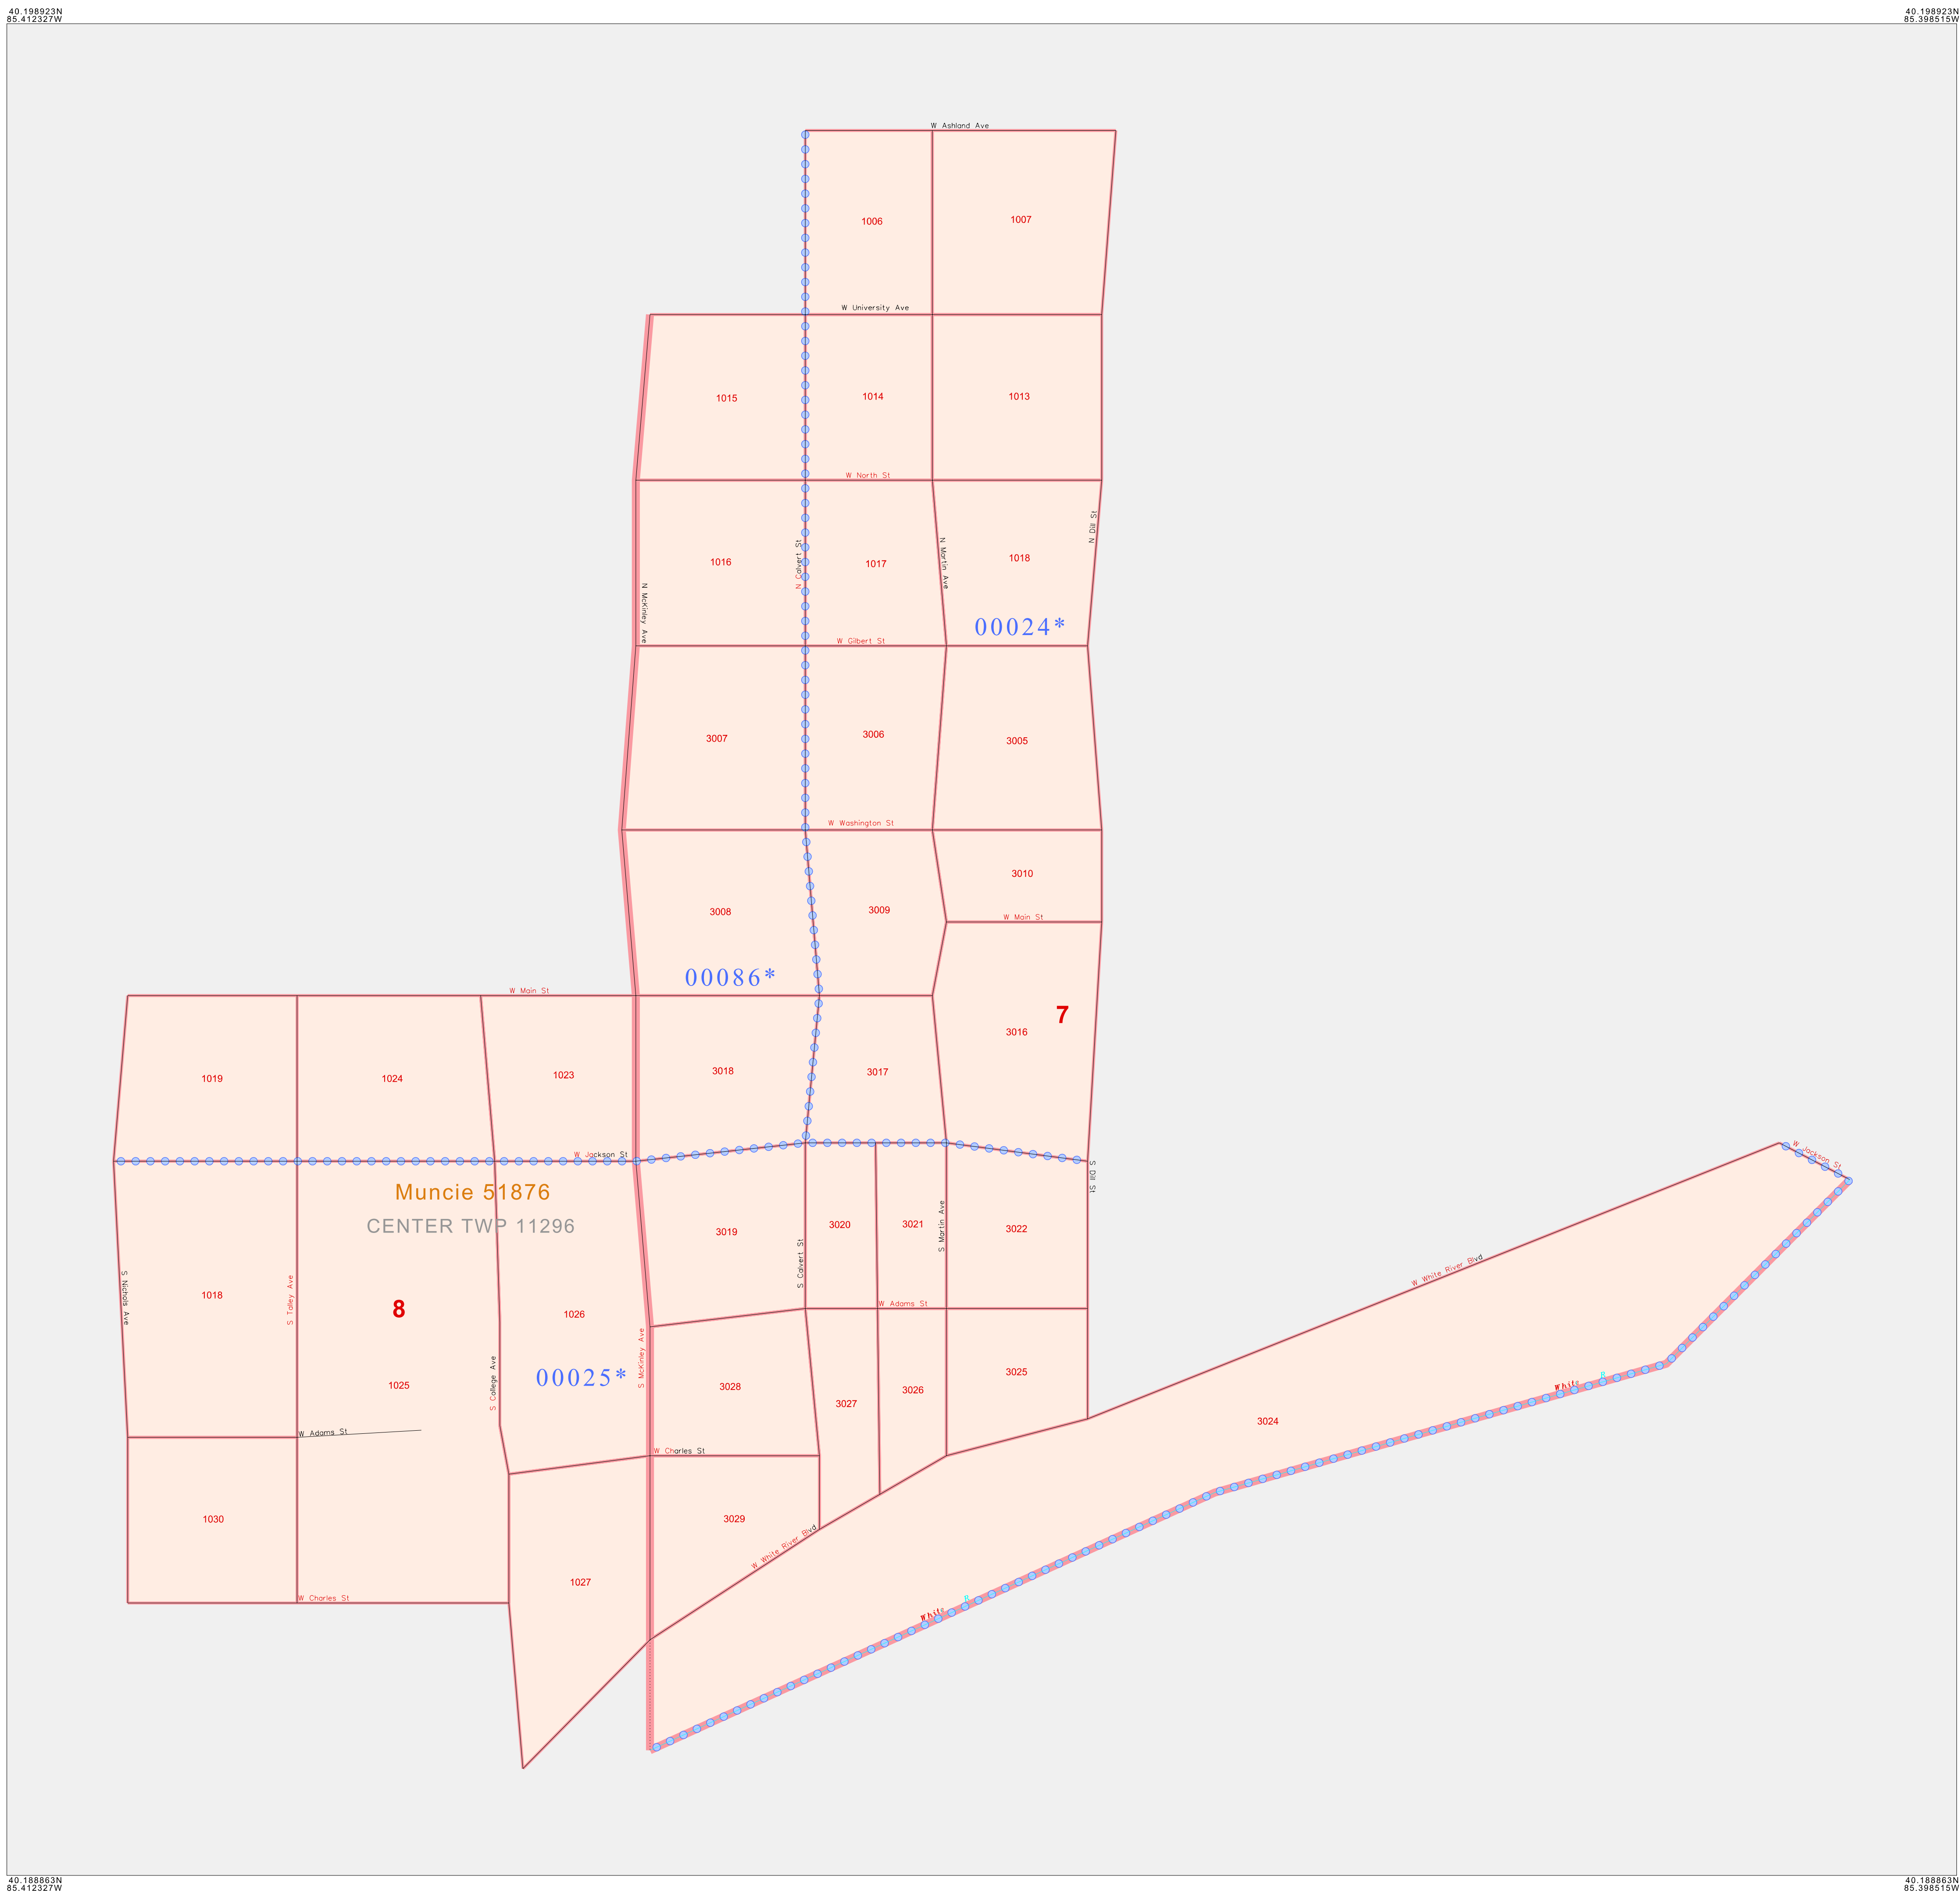 40.198923N
85.412327W
40.198923N
85.398515W
W Ashland Ave
1006
1007
W University Ave
1015
1014
1013
W North St
N Dill St
N Calvert St
N Martin Ave
1016
1017
1018
N McKinley Ave
00024*
W Gilbert St
3007
3006
3005
W Washington St
3010
3008
3009
W Main St
00086*
W Main St
7
3016
1019
1024
1023
3018
3017
W Jackson St
W Jackson St
S Dill St
Muncie 51876
CENTER TWP 11296
3019
3020
3021
3022
S Martin Ave
S Calvert St
W White River Blvd
S Nichols Ave
S Talley Ave
1018
8
1026
W Adams St
S McKinley Ave
S College Ave
00025*
1025
3028
3027
3026
3025
White
R
3024
W Adams St
W Charles St
1030
3029
W White River Blvd
1027
W Charles St
White
R
40.188863N
85.412327W
40.188863N
85.398515W